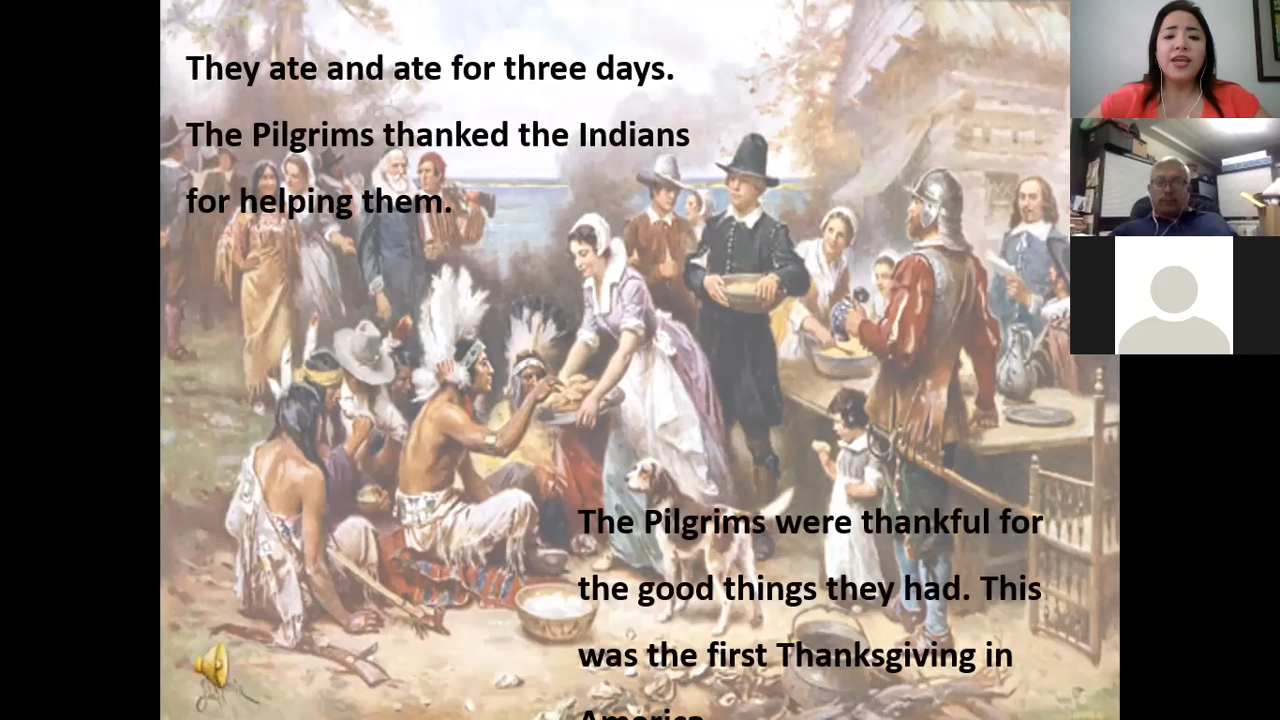 They ate and ate for three days.
The Pilgrims thanked the Indians
for helping them.
The Pilgrims were thankful for
the good things they had. This
was the first Thanksgiving in
America